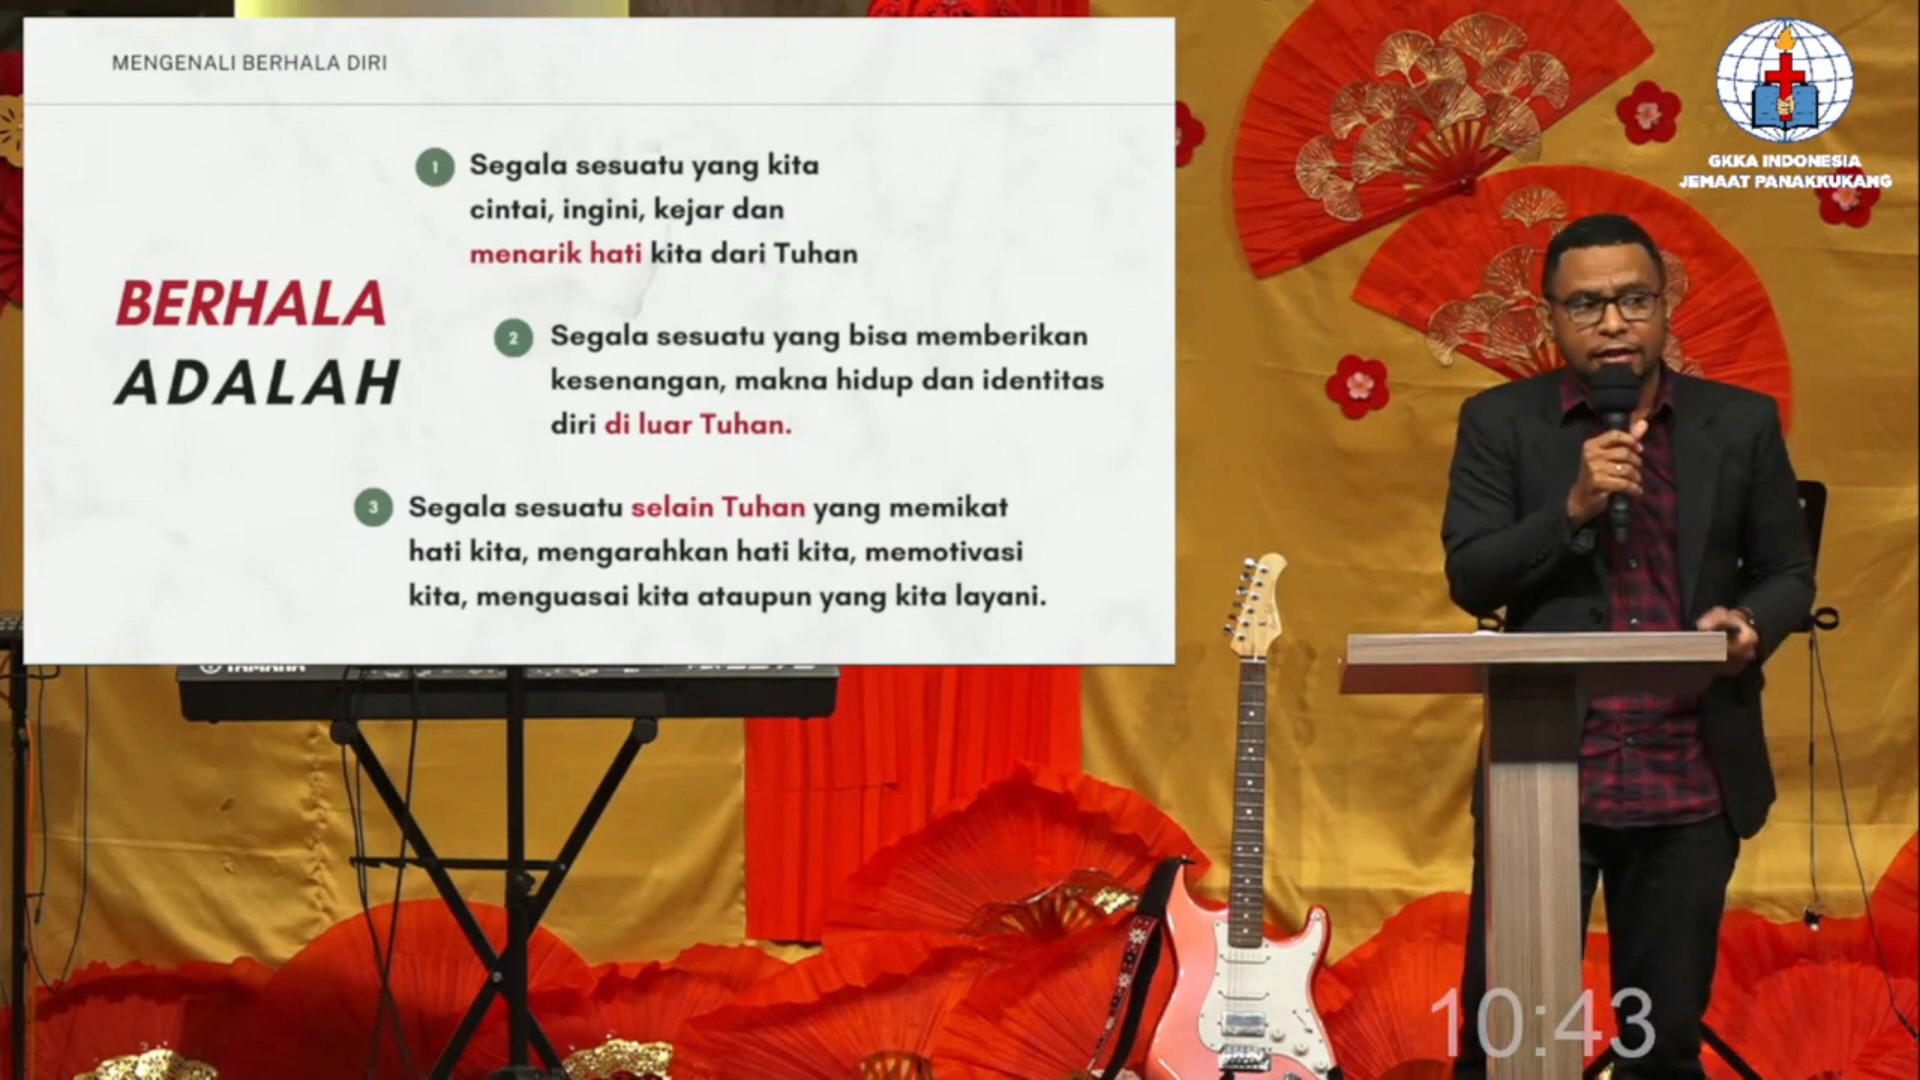 MENGENALI BERHALA DIRI
BERHALA
ADALAH
1
Segala sesuatu yang kita
cintai, ingini, kejar dan
menarik hati kita dari Tuhan
2
Segala sesuatu yang bisa memberikan
kesenangan, makna hidup dan identitas
diri di luar Tuhan.
3
Segala sesuatu selain Tuhan yang memikat
hati kita, mengarahkan hati kita, memotivasi
kita, menguasai kita ataupun yang kita layani.
GKKA INDONESIA
JEMAAT PANAKKUKANG
YAMAHA
10:43